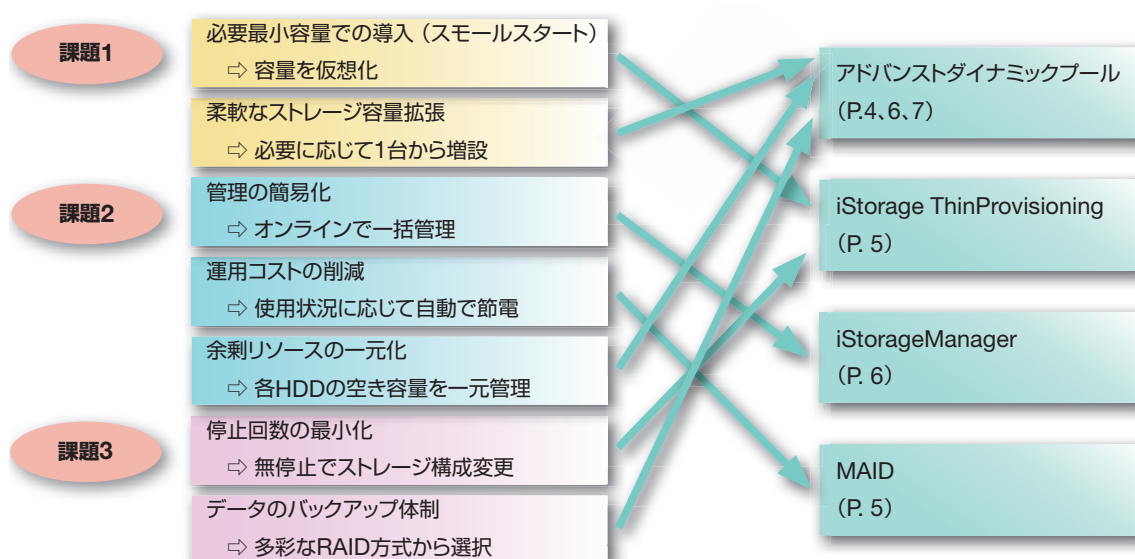 課題1
必要最小容量での導入（スモールスタート）
⇨ 容量を仮想化
柔軟なストレージ容量拡張
⇨ 必要に応じて1台から増設
課題2
管理の簡易化
⇨ オンラインで一括管理
運用コストの削減
⇨ 使用状況に応じて自動で節電
余剰リソースの一元化
⇨ 各HDDの空き容量を一元管理
課題3
停止回数の最小化
⇨ 無停止でストレージ構成変更
データのバックアップ体制
⇨ 多彩なRAID方式から選択
アドバンストダイナミックプール
（P.4、6、7）
iStorage ThinProvisioning
（P. 5）
iStorageManager
（P. 6）
MAID
（P. 5）